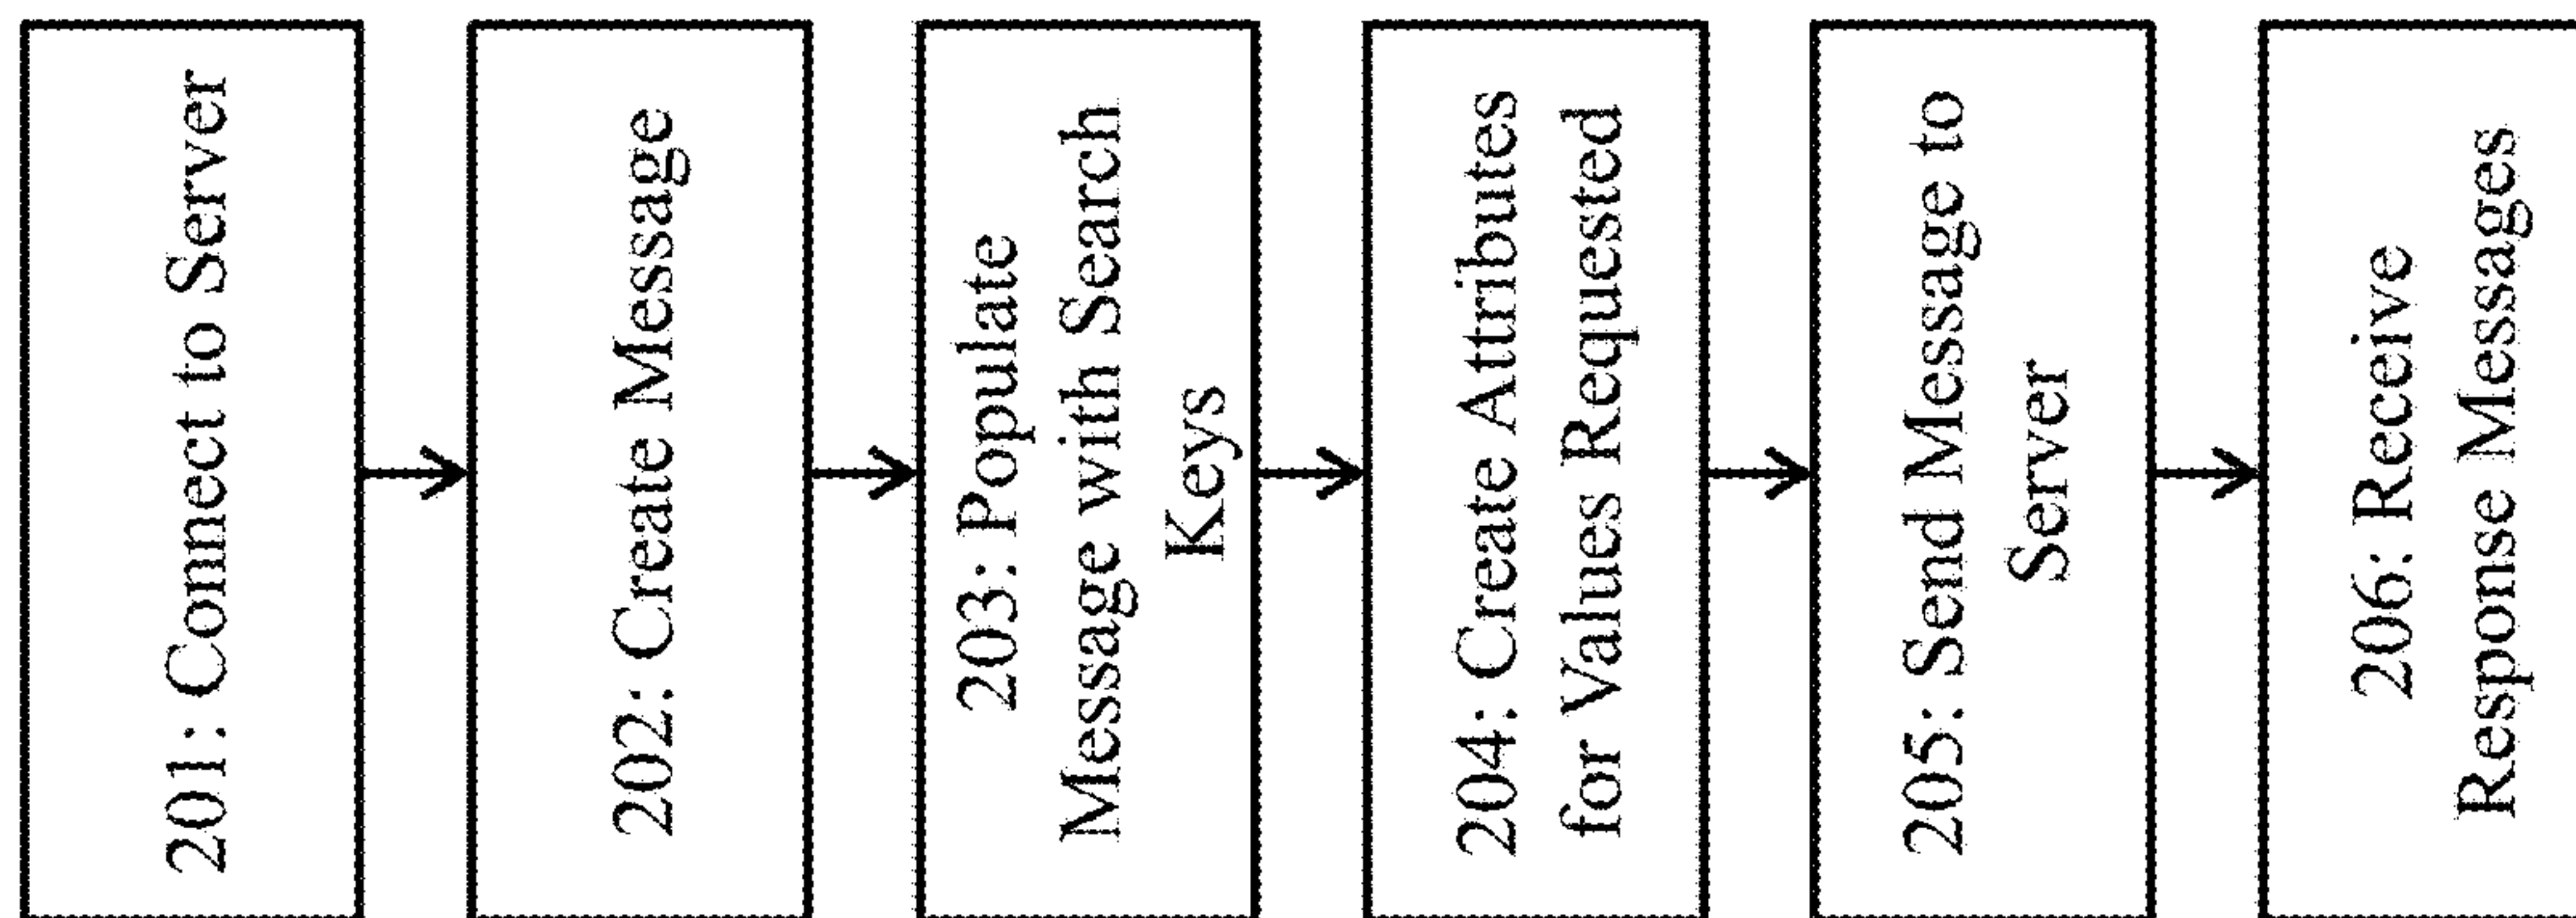 201: Connect to Server
202: Create Message
203: Populate
Message with Search
Keys
204: Create Attributes
for Values Requested
205: Send Message to
Server
206: Receive
Response Messages